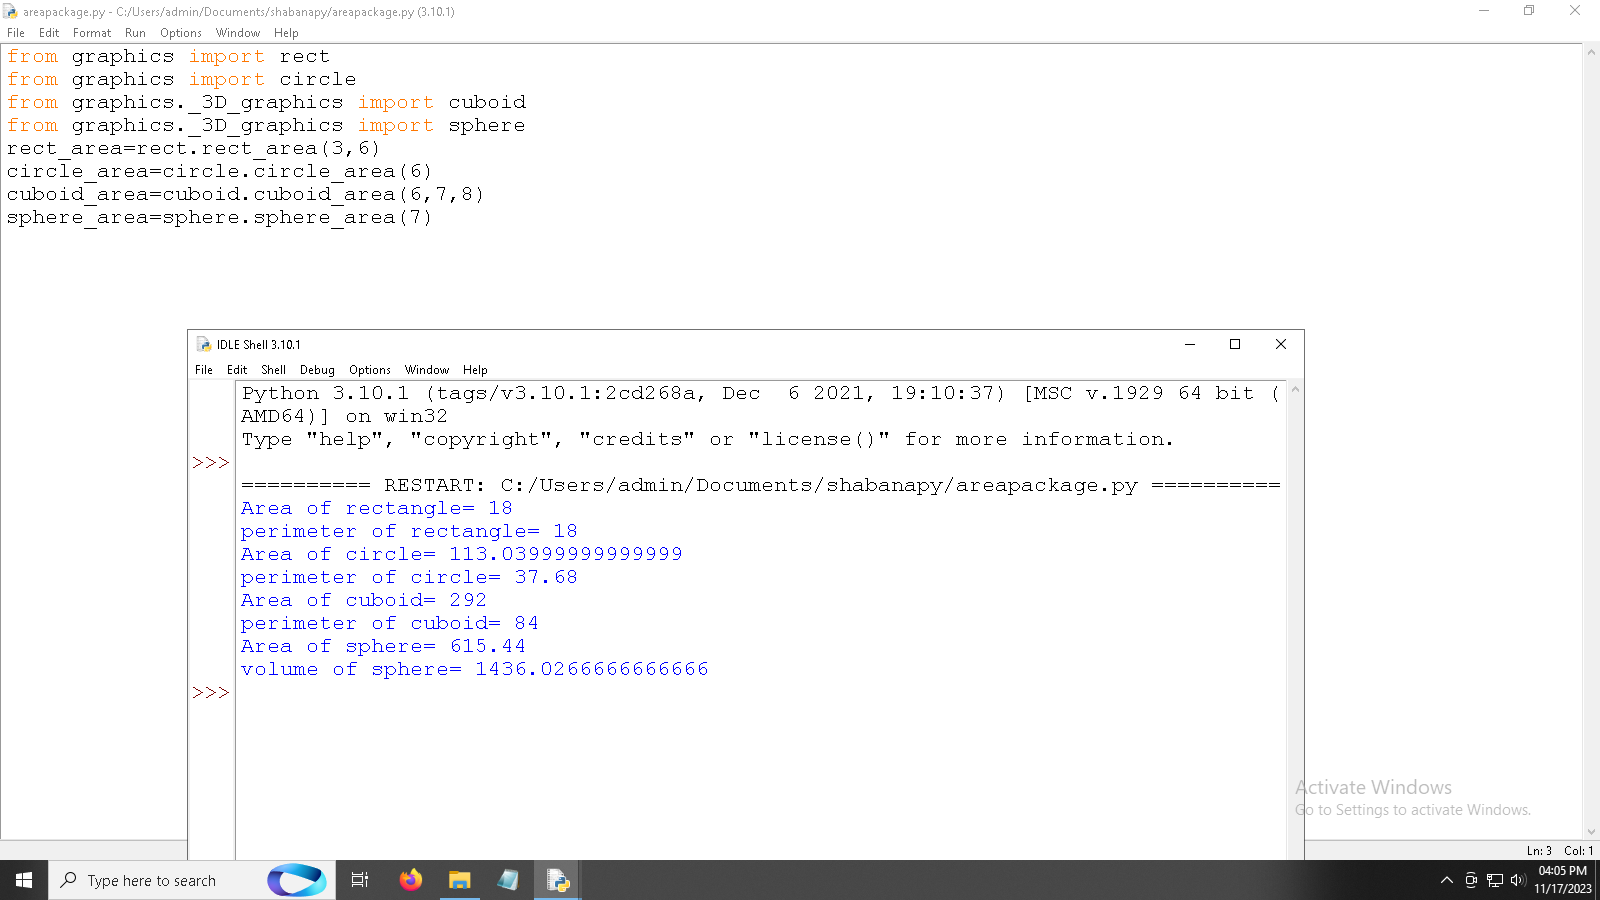 areapackage.py - C:/Users/admin/Documents/shabanapy/areapackage.py (3.10.1)
File Edit Format Run Options Window Help
from graphics import rect
from graphics import circle
from graphics._3D_graphics import cuboid
from graphics._3D_graphics import sphere
rect_area=rect.rect_area(3,6)
circle_area=circle.circle_area(6)
cuboid_area=cuboid.cuboid_area(6,7,8)
sphere_area=sphere.sphere_area(7)
IDLE Shell 3.10.1
File Edit Shell Debug Options Window Help
Python 3.10.1 (tags/v3.10.1:2cd268a, Dec  6 2021, 19:10:37) [MSC v.1929 64 bit (
AMD64)] on win32
Type "help", "copyright", "credits" or "license()" for more information.
>>>
========== RESTART: C:/Users/admin/Documents/shabanapy/areapackage.py ==========
Area of rectangle= 18
perimeter of rectangle= 18
Area of circle= 113.03999999999999
perimeter of circle= 37.68
Area of cuboid= 292
perimeter of cuboid= 84
Area of sphere= 615.44
volume of sphere= 1436.0266666666666
>>>
Activate Windows
Go to Settings to activate Windows.
Ln: 3 Col: 1
Type here to search
04:05 PM
11/17/2023